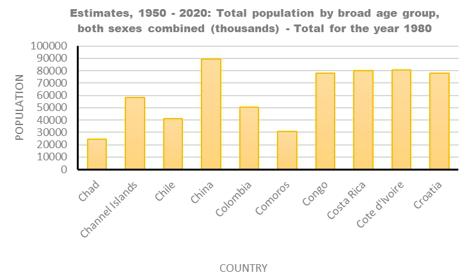 Estimates, 1950 - 2020: Total population by broad age group,
both sexes combined (thousands) - Total for the year 1980
100000
90000
80000
70000
60000
50000
40000
30000
20000
10000
0
POPULATION
Chad
Channel Islands
Chile
China
Colombia
Comoros
Congo
Costa Rica
Cote d'Ivoire
Croatia
COUNTRY